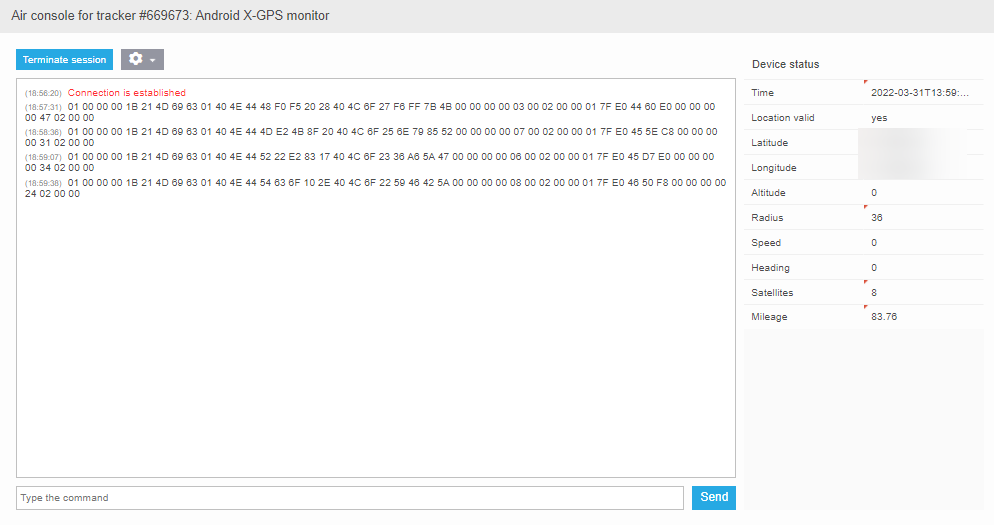 Air console for tracker #669673: Android X-GPS monitor
Terminate session
(18:56:20) Connection is established
(18:57:31) 01 00 00 00 1B 21 4D 69 63 01 40 4E 44 48 F0 F5 20 28 40 4C 6F 27 F6 FF 7B 4B 00 00 00 00 03 00 02 00 00 01 7F E0 44 60 E0 00 00 00
00 47 02 00 00
(18:58:36) 01 00 00 00 1B 21 4D 69 63 01 40 4E 44 4D E2 4B 8F 20 40 4C 6F 25 6E 79 85 52 00 00 00 00 07 00 02 00 00 01 7F E0 45 5E C8 00 00 00
00 31 02 00 00
(18:59:07) 01 00 00 00 1B 21 4D 69 63 01 40 4E 44 52 22 E2 83 17 40 4C 6F 23 36 A6 5A 47 00 00 00 00 06 00 02 00 00 01 7F E0 45 D7 E0 00 00 00
00 34 02 00 00
(18:59:38) 01 00 00 00 1B 21 4D 69 63 01 40 4E 44 54 63 6F 10 2E 40 4C 6F 22 59 46 42 5A 00 00 00 00 08 00 02 00 00 01 7F E0 46 50 F8 00 00 00 00
24 02 00 00
Type the command
Send
Device status
Time 2022-03-31T13:59:...
Location valid yes
Latitude
Longitude
Altitude 0
Radius 36
Speed 0
Heading 0
Satellites 8
Mileage 83.76